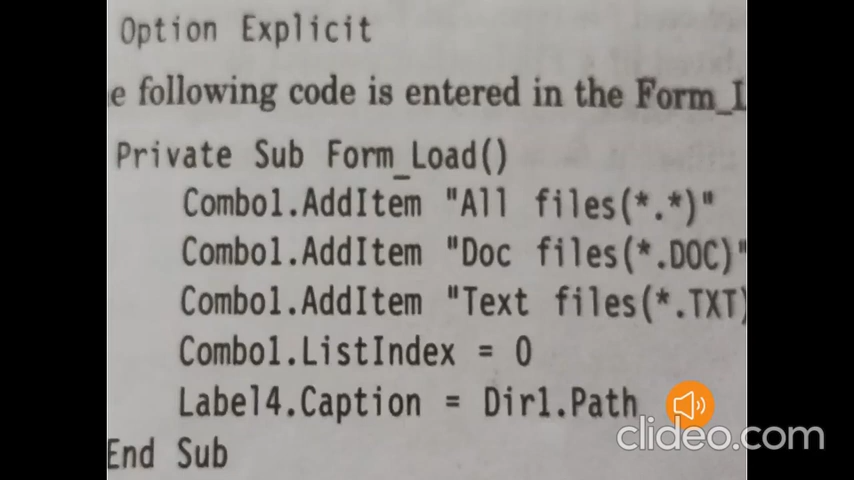 Option Explicit
e following code is entered in the Form_L
Private Sub Form_Load()
Combo1.AddItem "All files(*.*)"
Combo1.AddItem "Doc files(*.DOC)"
Combo1.AddItem "Text files(*.TXT)
Combo1.ListIndex = 0
Label4.Caption = Dir1.Path
End Sub
clideo.com